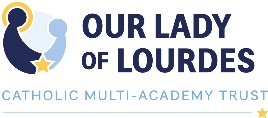 OUR LADY
OF LOURDES
CATHOLIC MULTI-ACADEMY TRUST